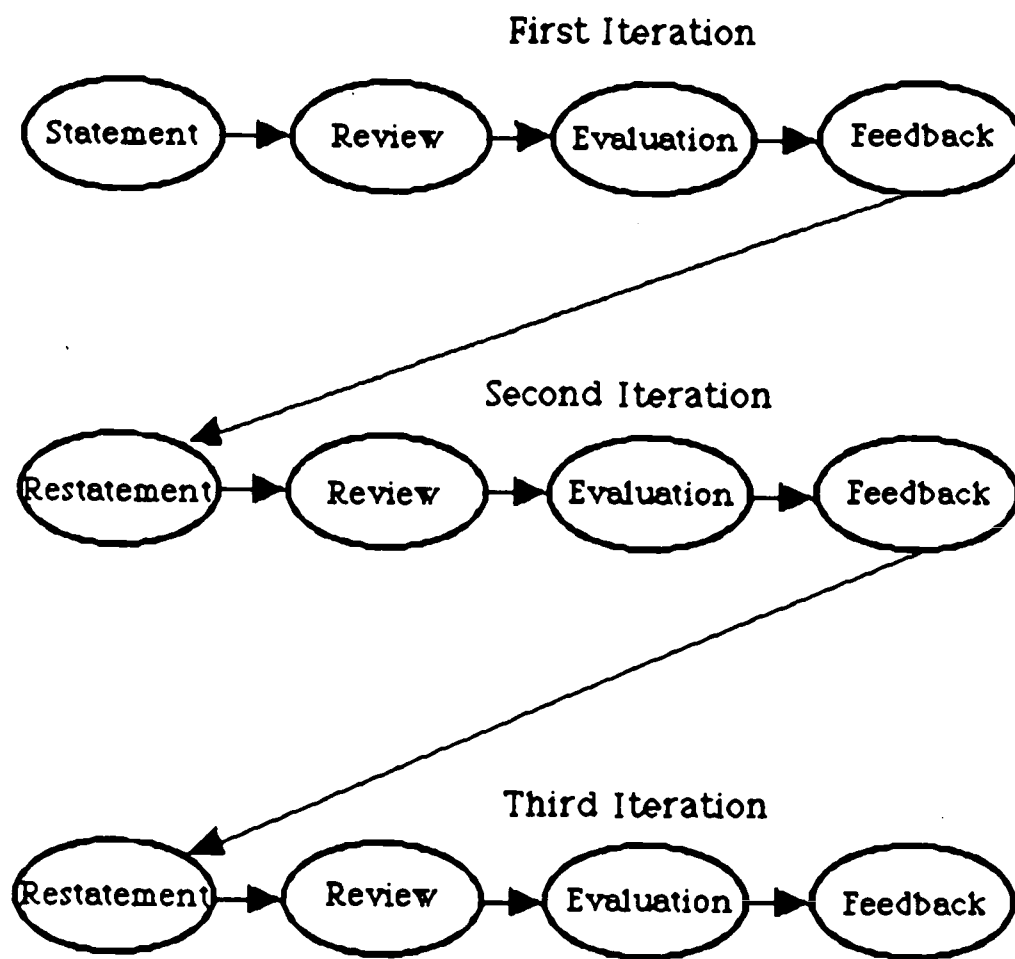 First Iteration
Statement Review Evaluation Feedback
Second Iteration
Restatement Review Evaluation Feedback
Third Iteration
Restatement Review Evaluation Feedback